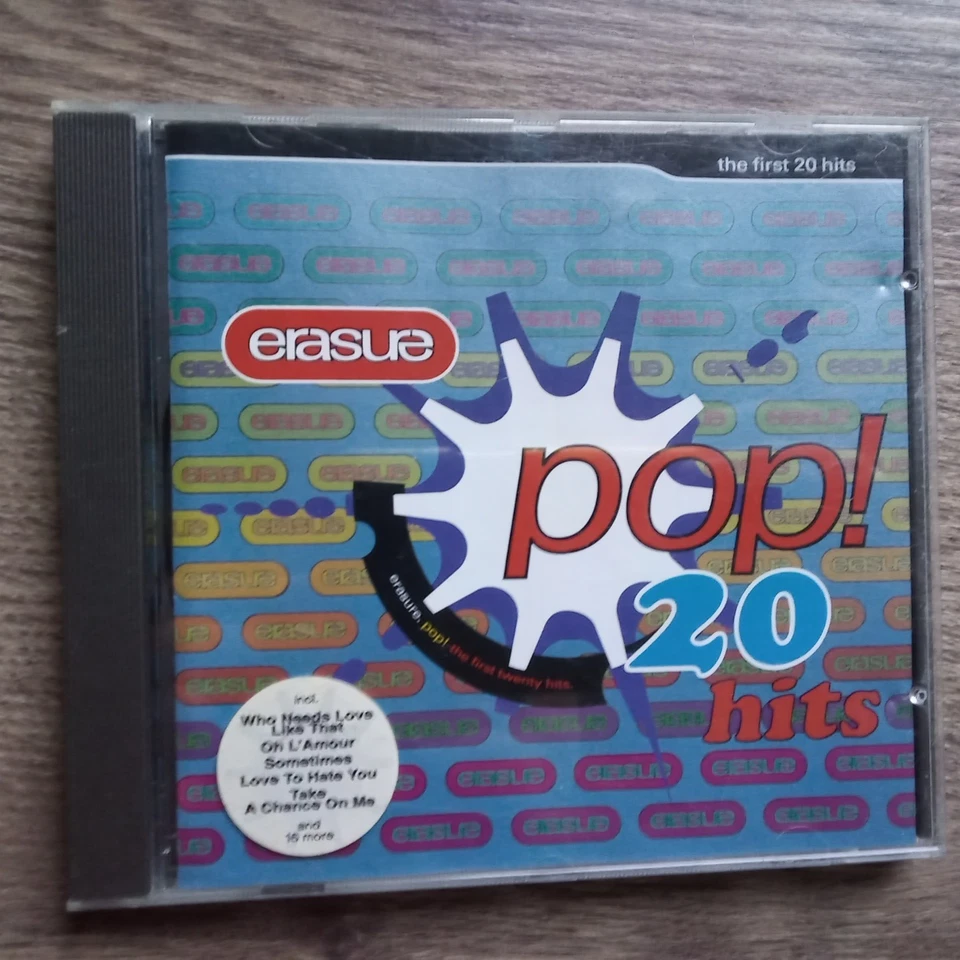 the first 20 hits
erasure
pop!
20
hits
erasure. pop! the first twenty hits.
incl.
Who Needs Love
Like That
Oh L'Amour
Sometimes
Love To Hate You
Take
A Chance On Me
and
16 more